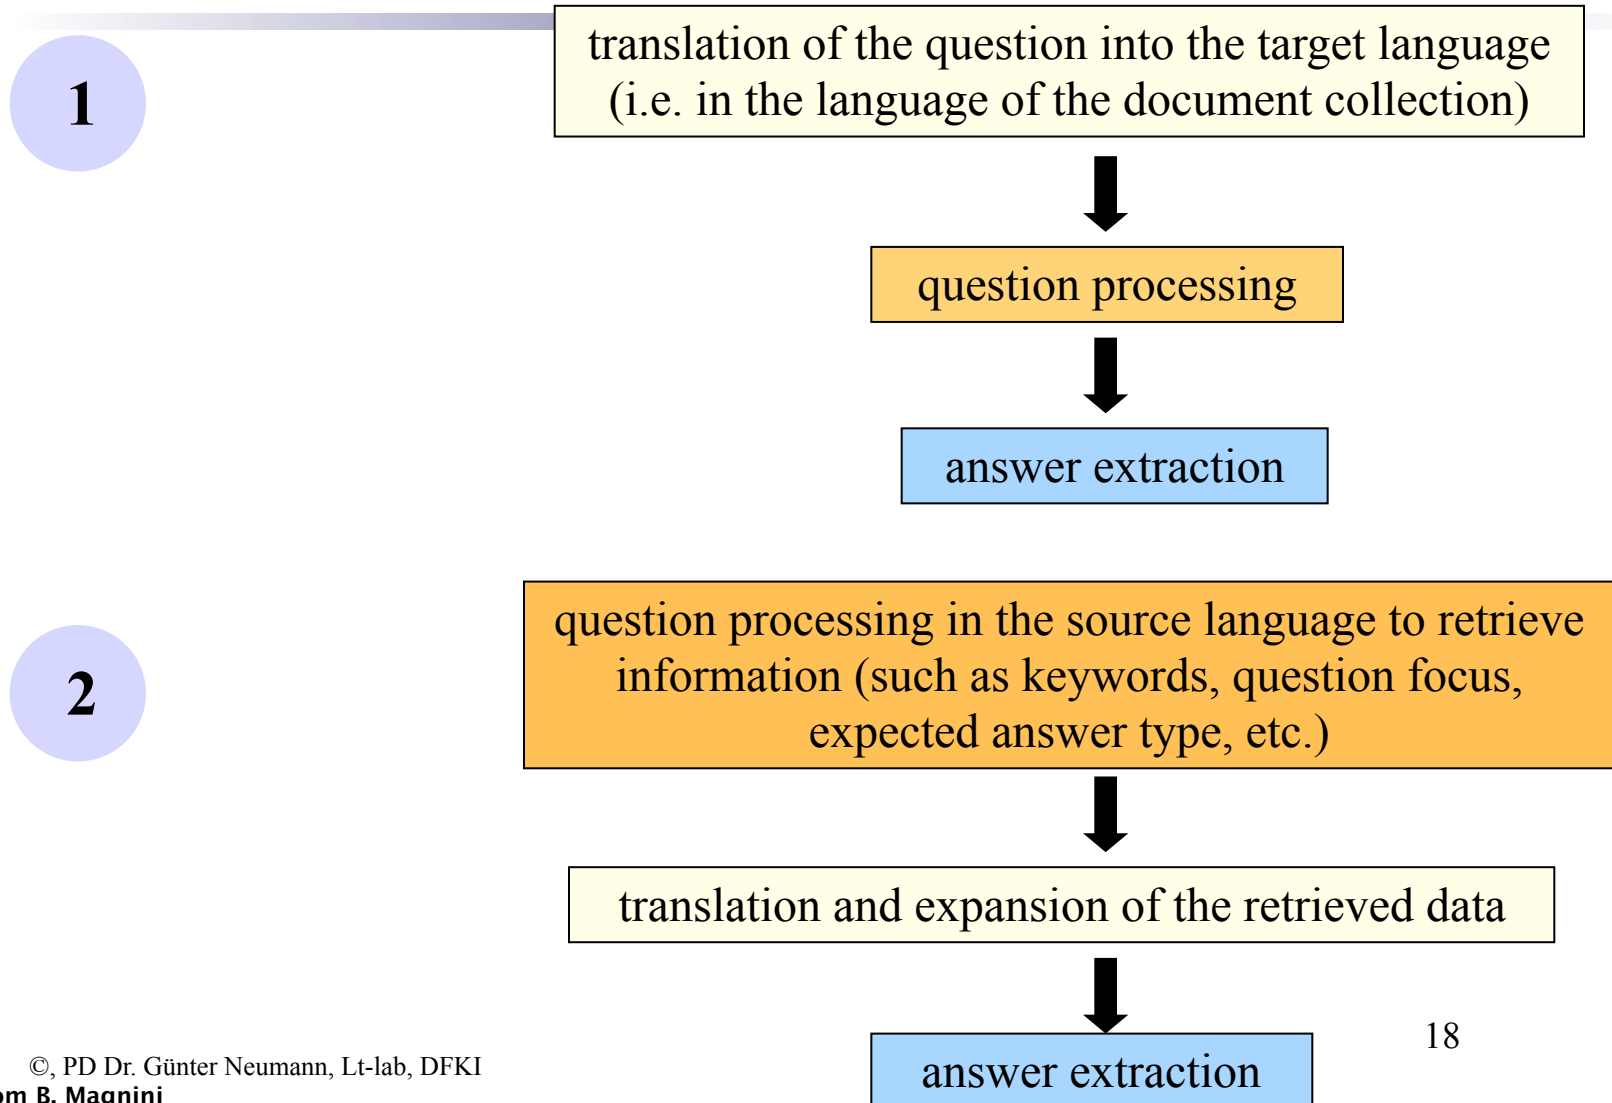 1
translation of the question into the target language
(i.e. in the language of the document collection)
question processing
answer extraction
2
question processing in the source language to retrieve
information (such as keywords, question focus,
expected answer type, etc.)
translation and expansion of the retrieved data
answer extraction
18
©, PD Dr. Günter Neumann, Lt-lab, DFKI
om B. Magnini